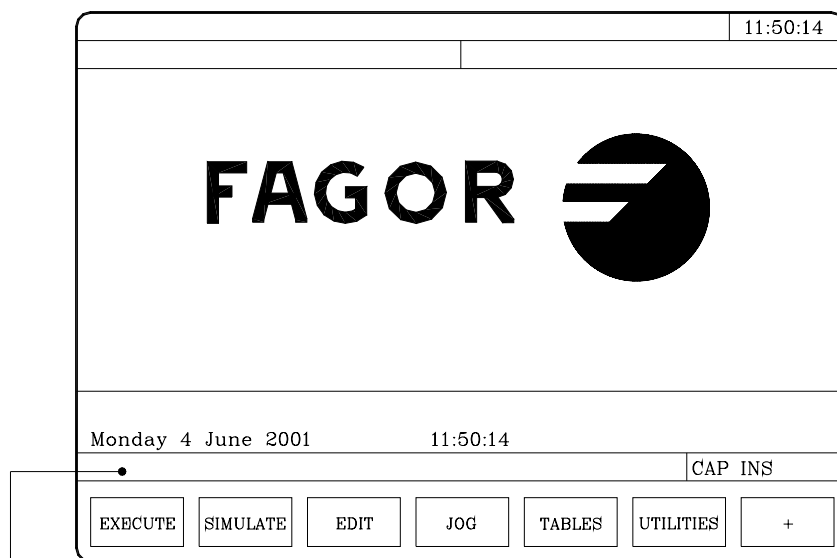 11:50:14
FAGOR
Monday 4 June 2001 11:50:14
CAP INS
EXECUTE SIMULATE EDIT JOG TABLES UTILITIES +